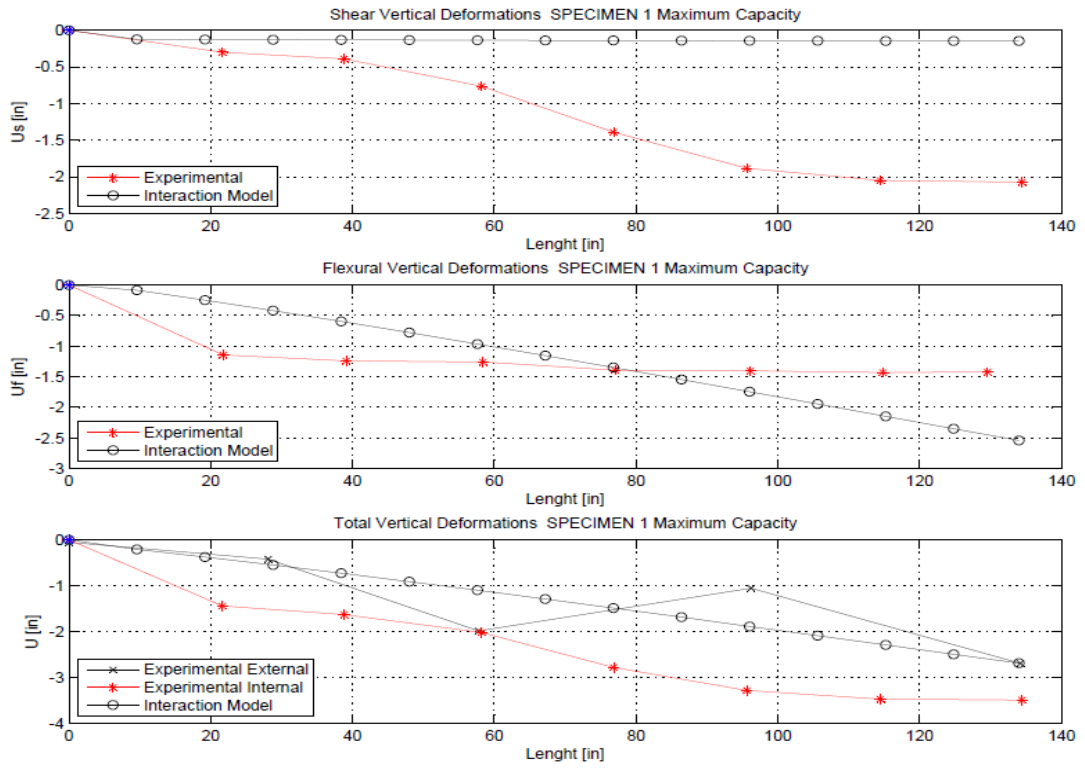 Shear Vertical Deformations SPECIMEN 1 Maximum Capacity
0
-0.5
-1
-1.5
-2
-2.5
Us [in]
Experimental
Interaction Model
0 20 40 60 80 100 120 140
Lenght [in]
Flexural Vertical Deformations SPECIMEN 1 Maximum Capacity
0
-0.5
-1
-1.5
-2
-2.5
-3
Uf [in]
Experimental
Interaction Model
0 20 40 60 80 100 120 140
Lenght [in]
Total Vertical Deformations SPECIMEN 1 Maximum Capacity
0
-1
-2
-3
-4
U [in]
Experimental External
Experimental Internal
Interaction Model
0 20 40 60 80 100 120 140
Lenght [in]